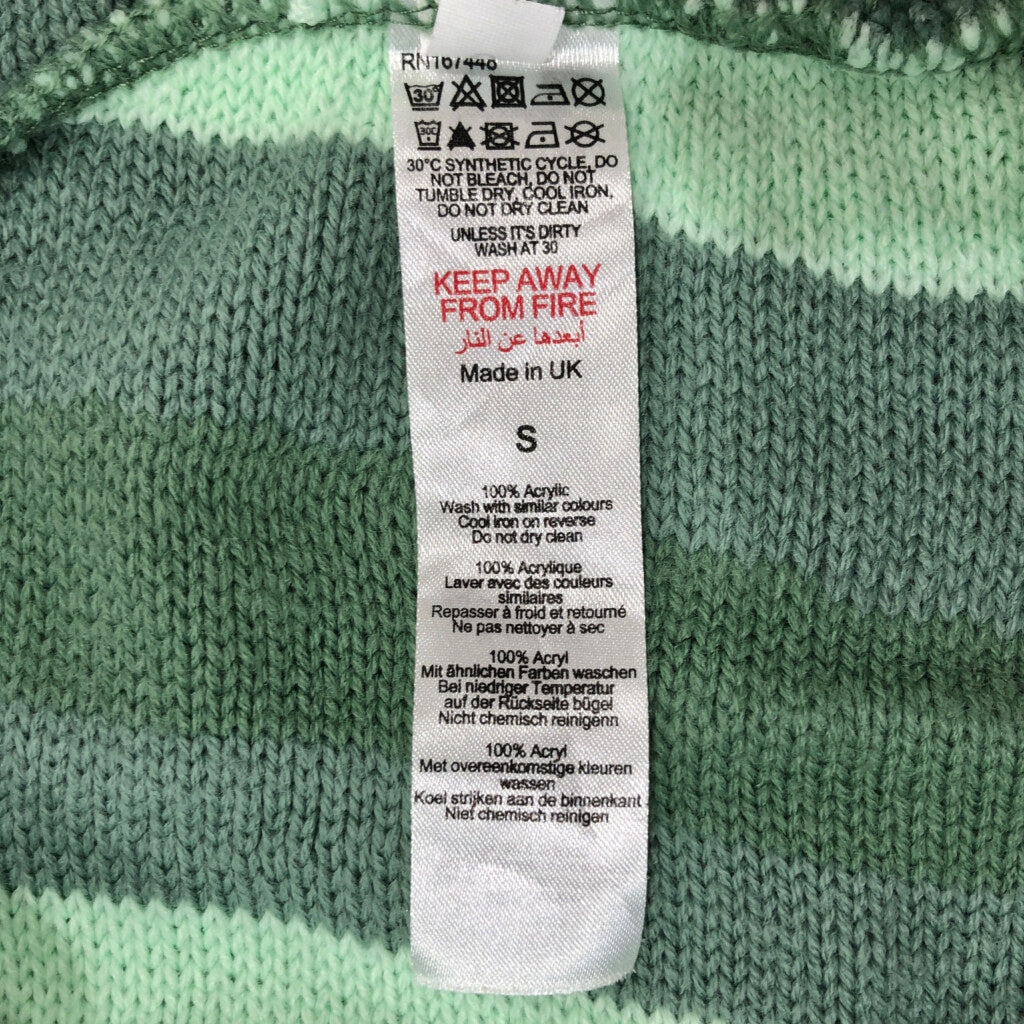 RN167448
30°
30C
30°C SYNTHETIC CYCLE, DO
NOT BLEACH, DO NOT
TUMBLE DRY, COOL IRON,
DO NOT DRY CLEAN
UNLESS IT'S DIRTY
WASH AT 30
KEEP AWAY
FROM FIRE
أبعدها عن النار
Made in UK
S
100% Acrylic
Wash with similar colours
Cool iron on reverse
Do not dry clean
100% Acrylique
Laver avec des couleurs
similaires
Repasser à froid et retourné
Ne pas nettoyer à sec
100% Acryl
Mit ähnlichen Farben waschen
Bei niedriger Temperatur
auf der Rückseite bügel
Nicht chemisch reinigenn
100% Acryl
Met overeenkomstige kleuren
wassen
Koel strijken aan de binnenkant
Niet chemisch reinigen